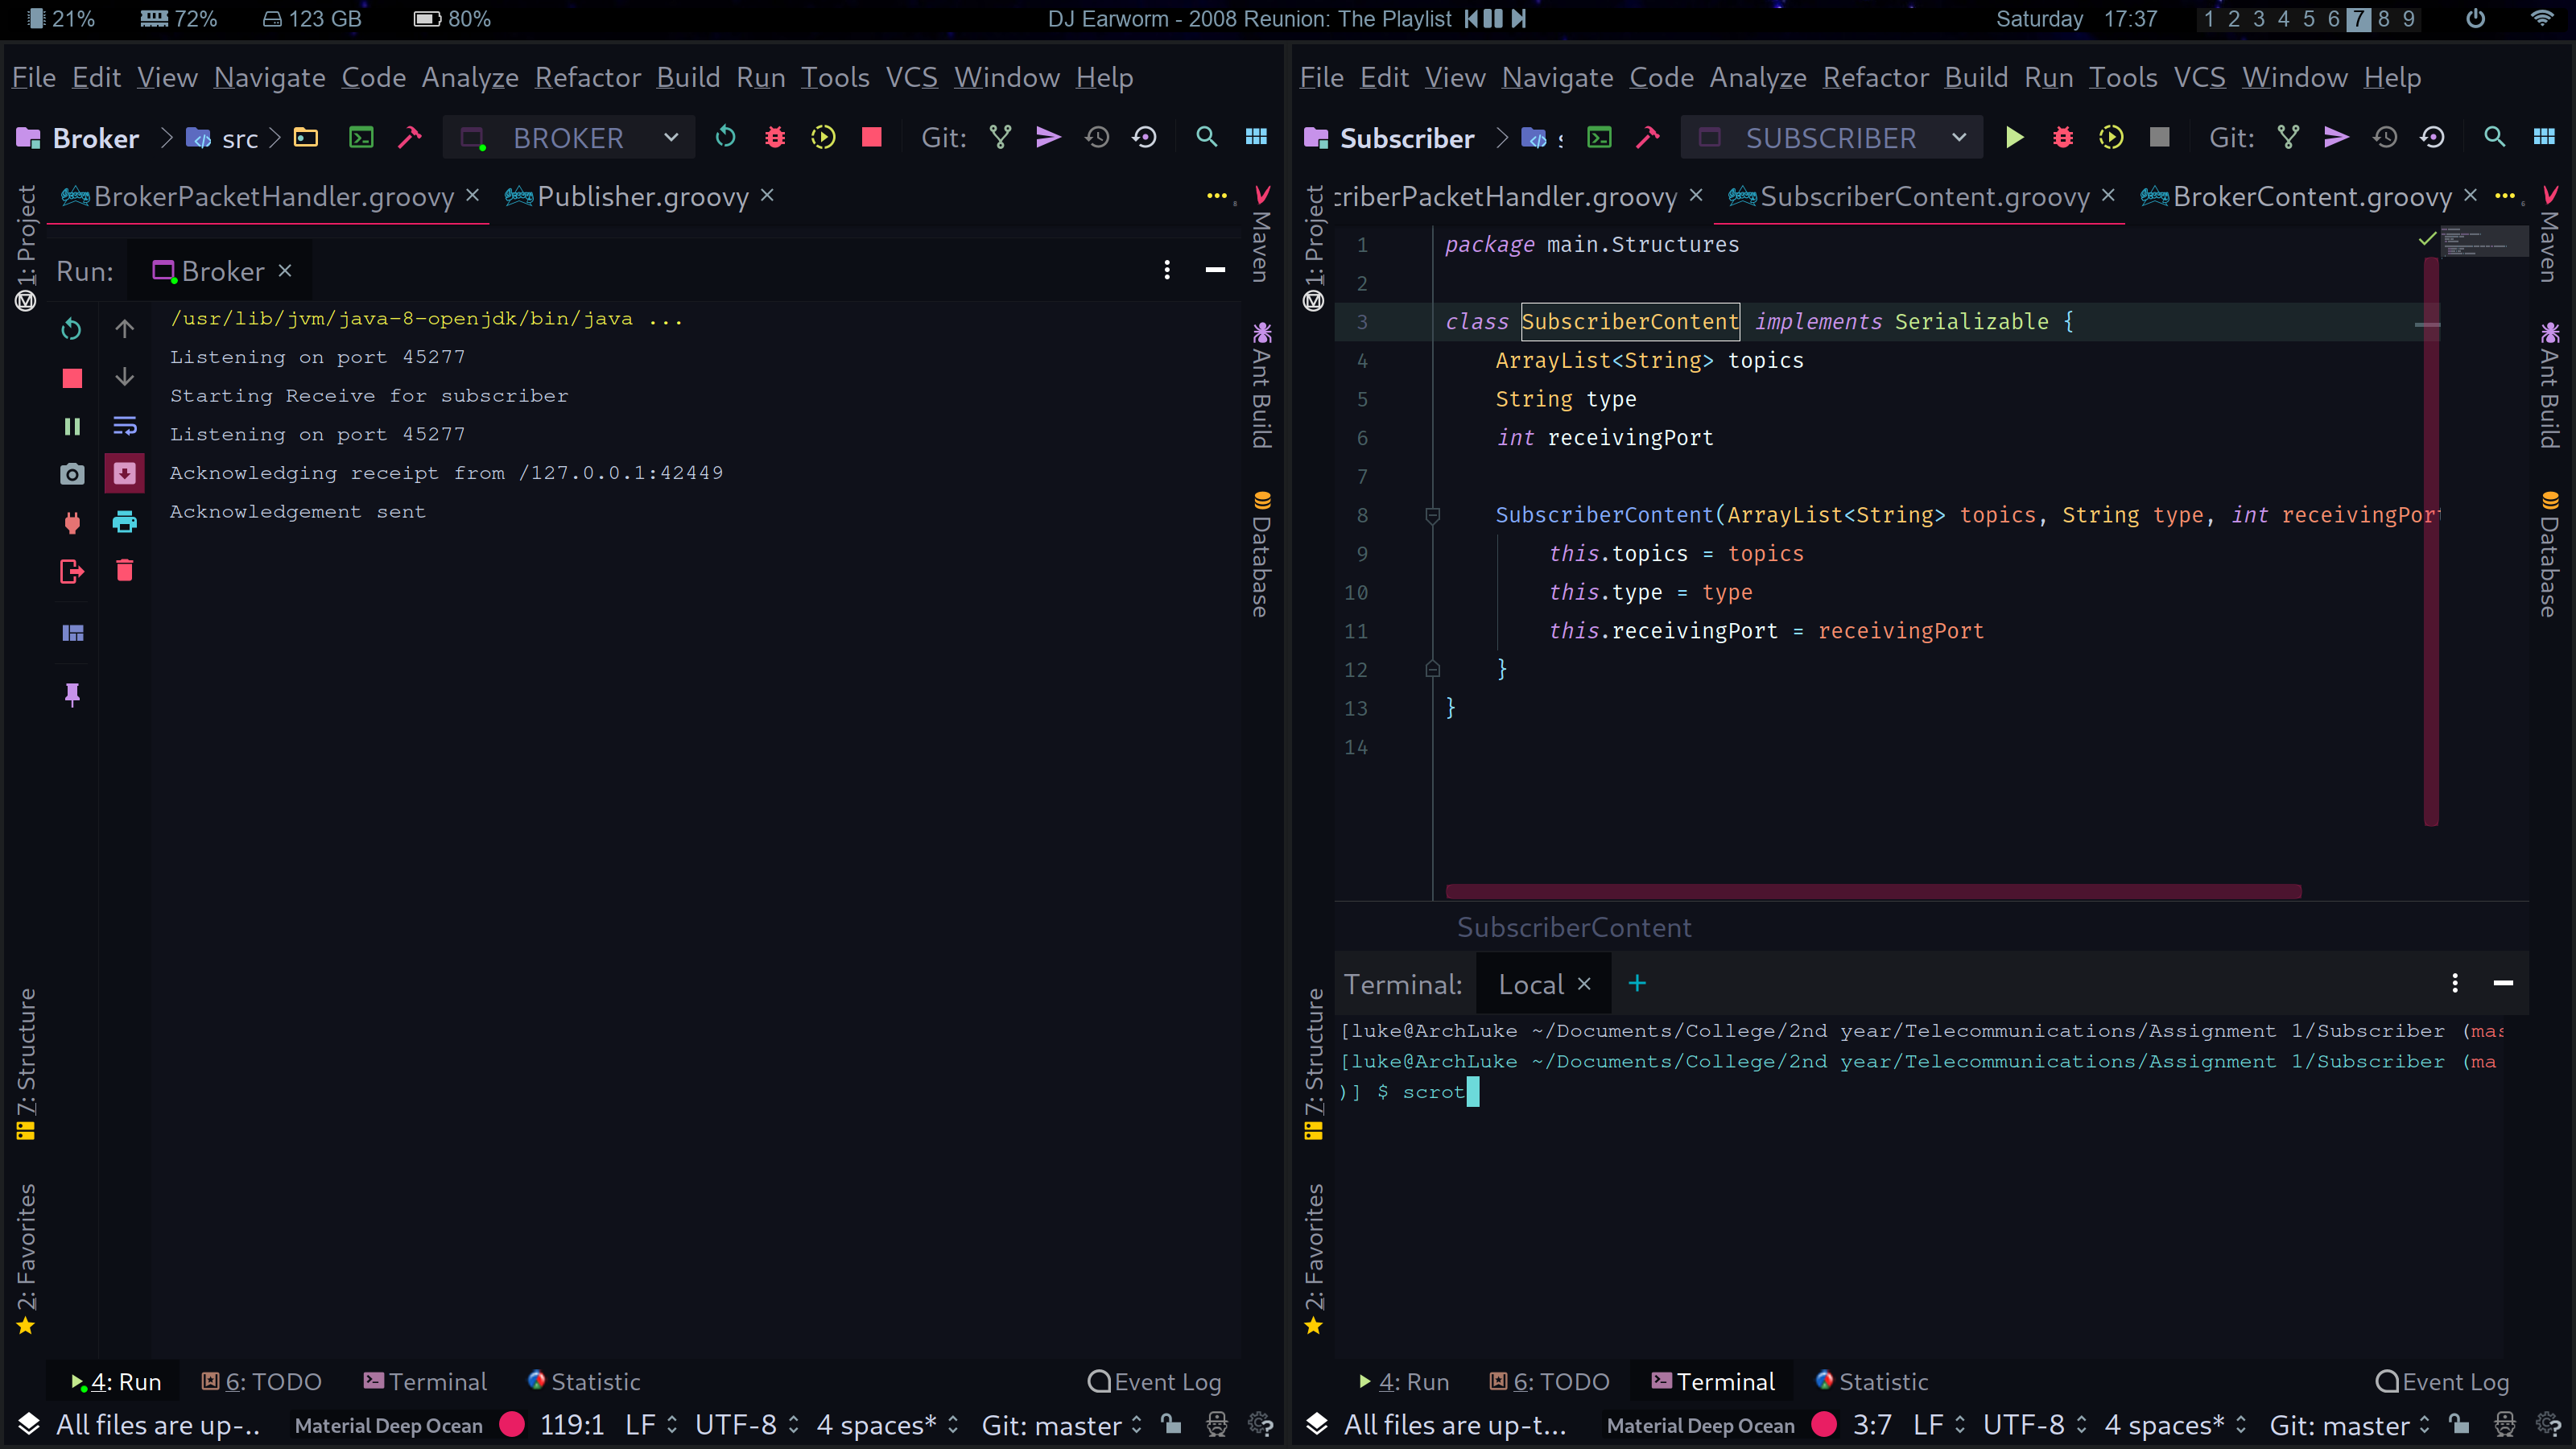 21% 72% 123 GB 80% DJ Earworm - 2008 Reunion: The Playlist Saturday 17:37 1 2 3 4 5 6 7 8 9
File Edit View Navigate Code Analyze Refactor Build Run Tools VCS Window Help
Broker src BROKER Git:
BrokerPacketHandler.groovy Publisher.groovy
Run: Broker
/usr/lib/jvm/java-8-openjdk/bin/java ...
Listening on port 45277
Starting Receive for subscriber
Listening on port 45277
Acknowledging receipt from /127.0.0.1:42449
Acknowledgement sent
1: Project
7: Structure
2: Favorites
Maven
Ant Build
Database
4: Run 6: TODO Terminal Statistic Event Log
All files are up-... Material Deep Ocean 119:1 LF UTF-8 4 spaces* Git: master
File Edit View Navigate Code Analyze Refactor Build Run Tools VCS Window Help
Subscriber SUBSCRIBER Git:
criberPacketHandler.groovy SubscriberContent.groovy BrokerContent.groovy
1 package main.Structures
2
3 class SubscriberContent implements Serializable {
4 ArrayList<String> topics
5 String type
6 int receivingPort
7
8 SubscriberContent(ArrayList<String> topics, String type, int receivingPort
9 this.topics = topics
10 this.type = type
11 this.receivingPort = receivingPort
12 }
13 }
14
SubscriberContent
Terminal: Local +
[luke@ArchLuke ~/Documents/College/2nd year/Telecommunications/Assignment 1/Subscriber (mas
[luke@ArchLuke ~/Documents/College/2nd year/Telecommunications/Assignment 1/Subscriber (ma
)] $ scrot
1: Project
7: Structure
2: Favorites
Maven
Ant Build
Database
4: Run 6: TODO Terminal Statistic Event Log
All files are up-t... Material Deep Ocean 3:7 LF UTF-8 4 spaces* Git: master